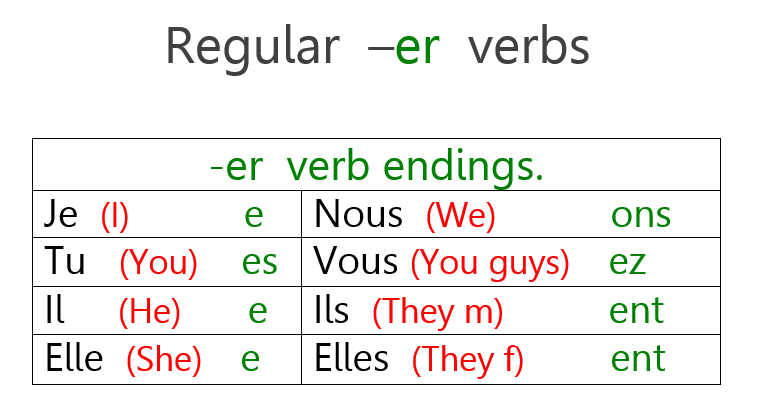 Regular –er verbs
-er verb endings.
Je (I) e Nous (We) ons
Tu (You) es Vous (You guys) ez
Il (He) e Ils (They m) ent
Elle (She) e Elles (They f) ent